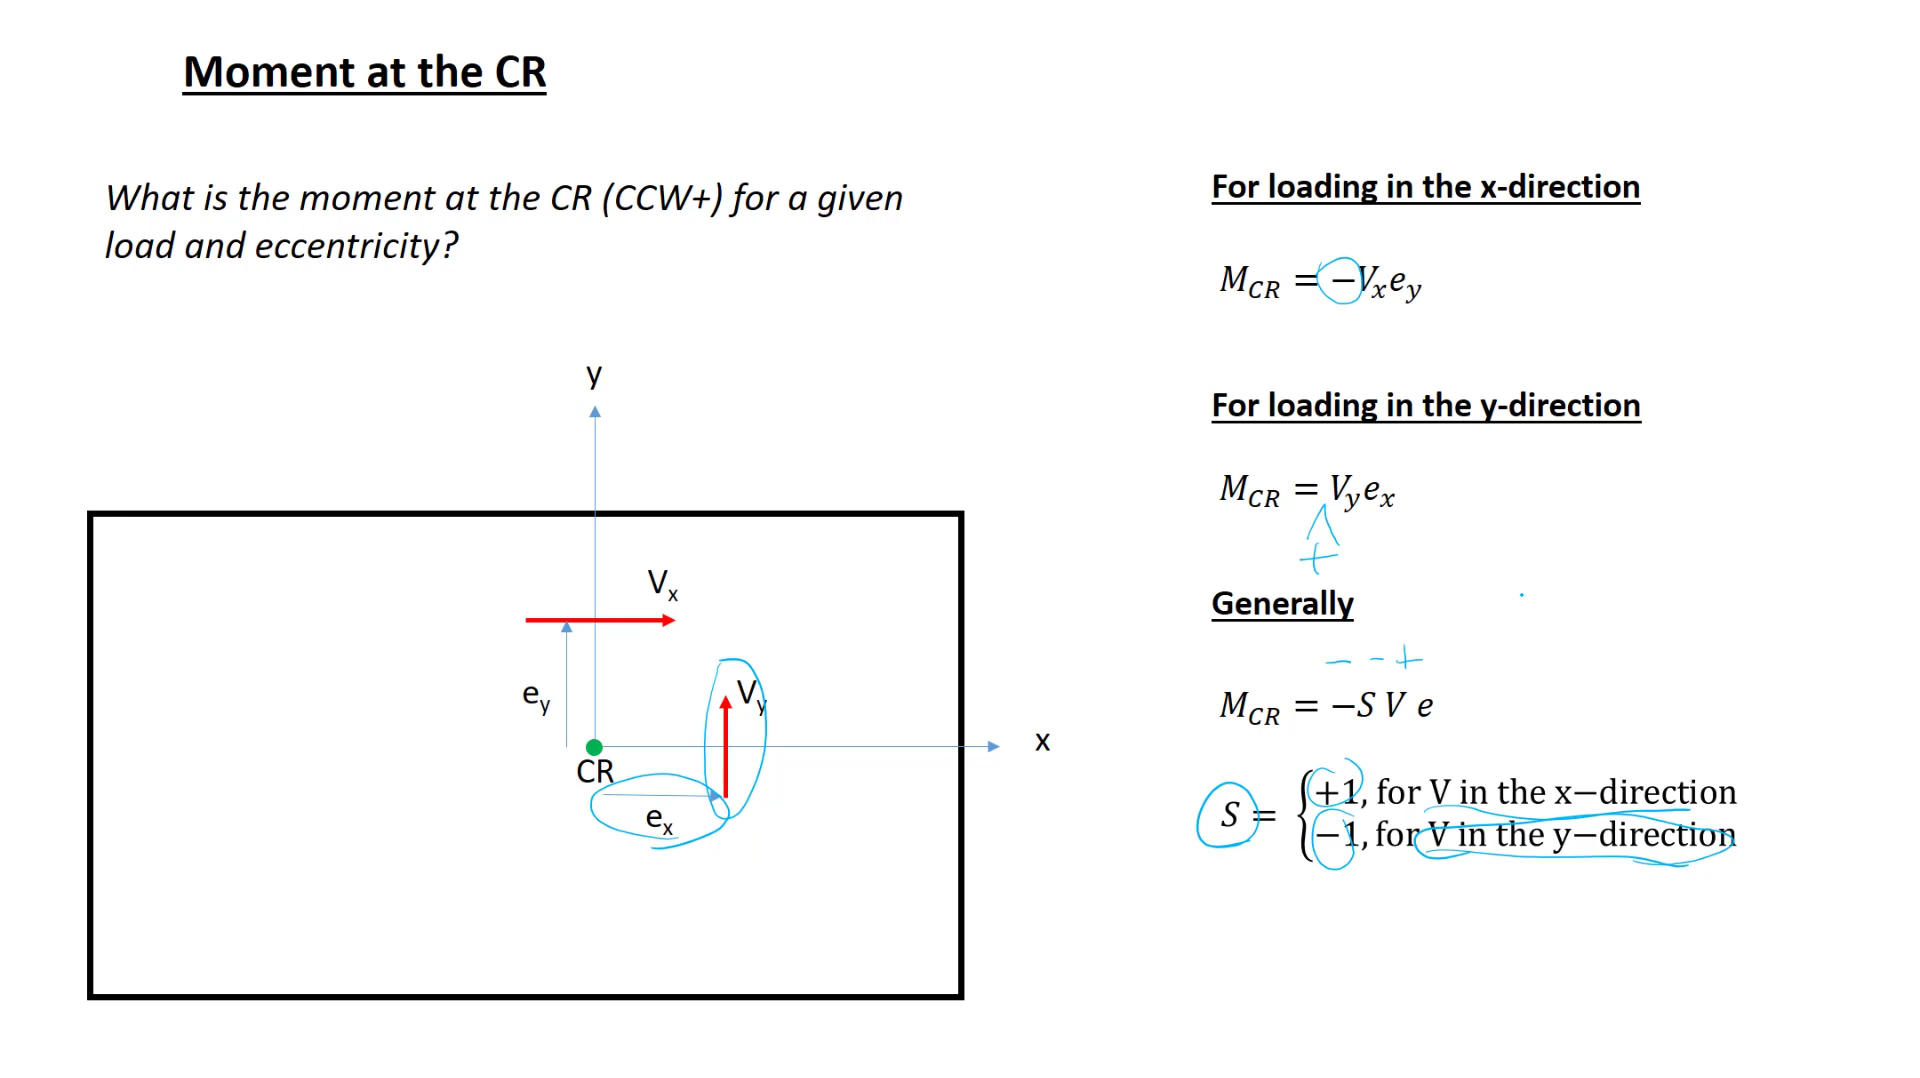 Moment at the CR
What is the moment at the CR (CCW+) for a given
load and eccentricity?
y
V_x
e_y
V_y
x
CR
e_x
For loading in the x-direction
M_CR = −V_x e_y
For loading in the y-direction
M_CR = V_y e_x
+
Generally
− − +
M_CR = −S V e
S = { +1, for V in the x−direction
−1, for V in the y−direction